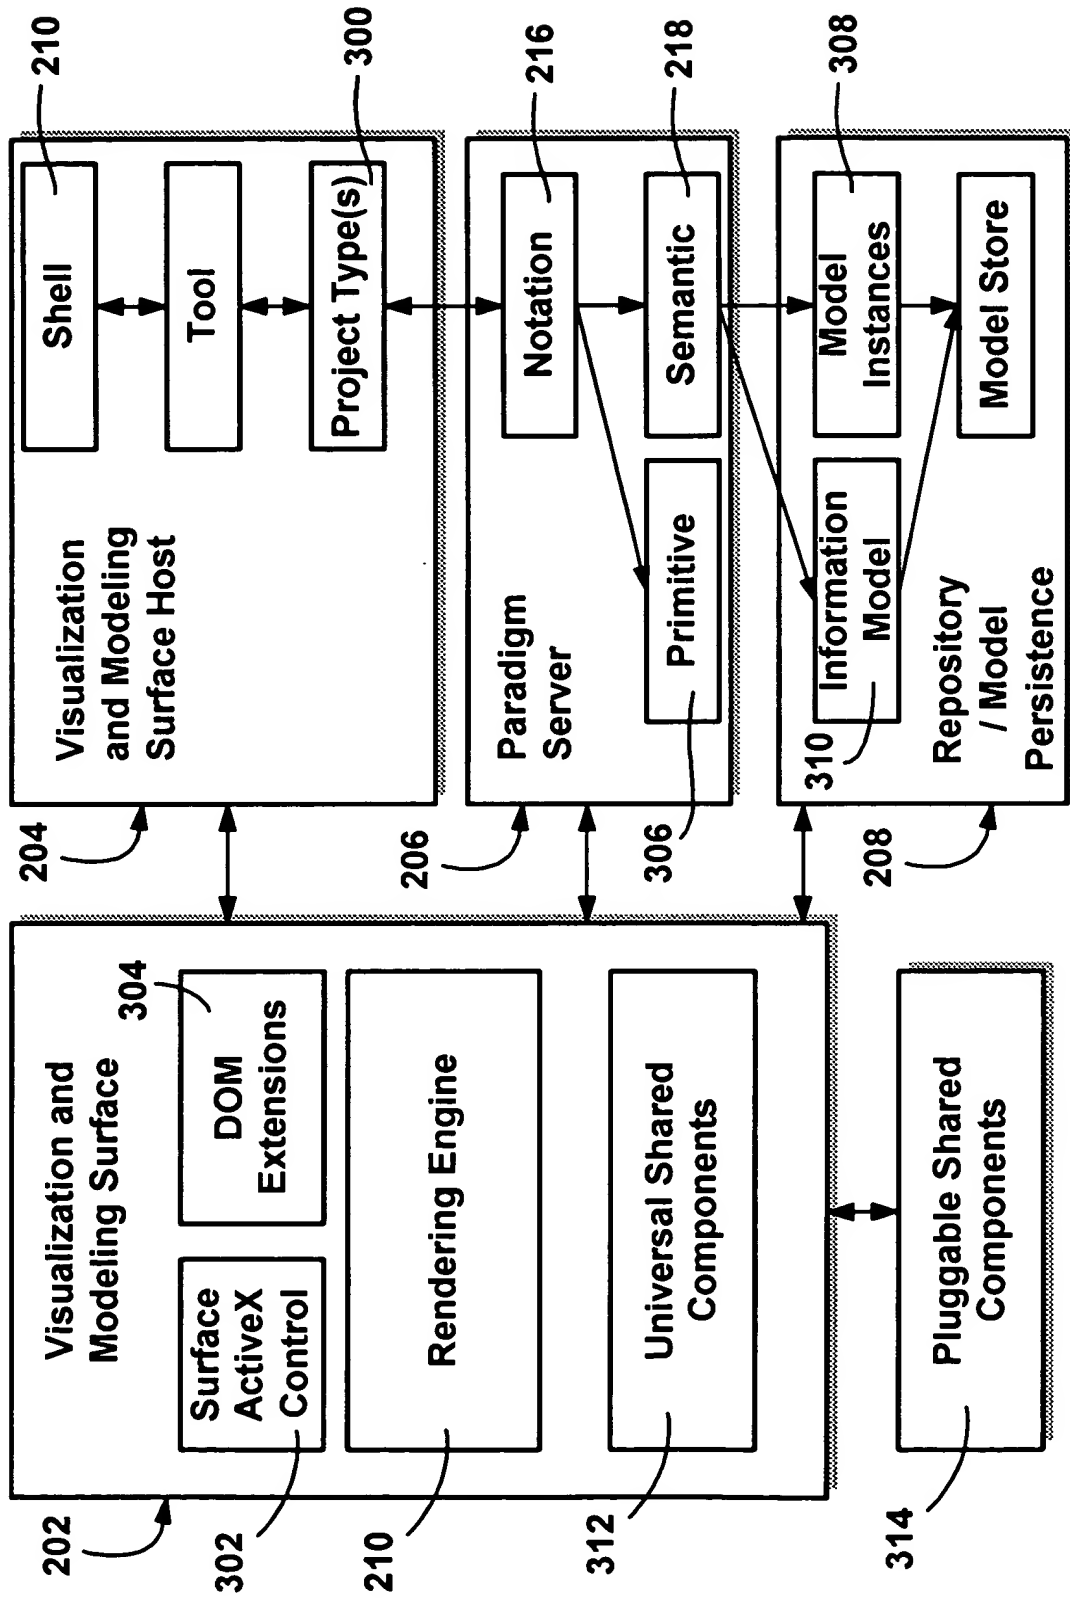 202
Visualization and
Modeling Surface
302
Surface
ActiveX
Control
304
DOM
Extensions
210
Rendering Engine
312
Universal Shared
Components
314
Pluggable Shared
Components
204
Visualization
and Modeling
Surface Host
210
Shell
Tool
300
Project Type(s)
206
Paradigm
Server
216
Notation
306
Primitive
218
Semantic
208
310
Information
Model
308
Model
Instances
Repository
/ Model
Persistence
Model Store